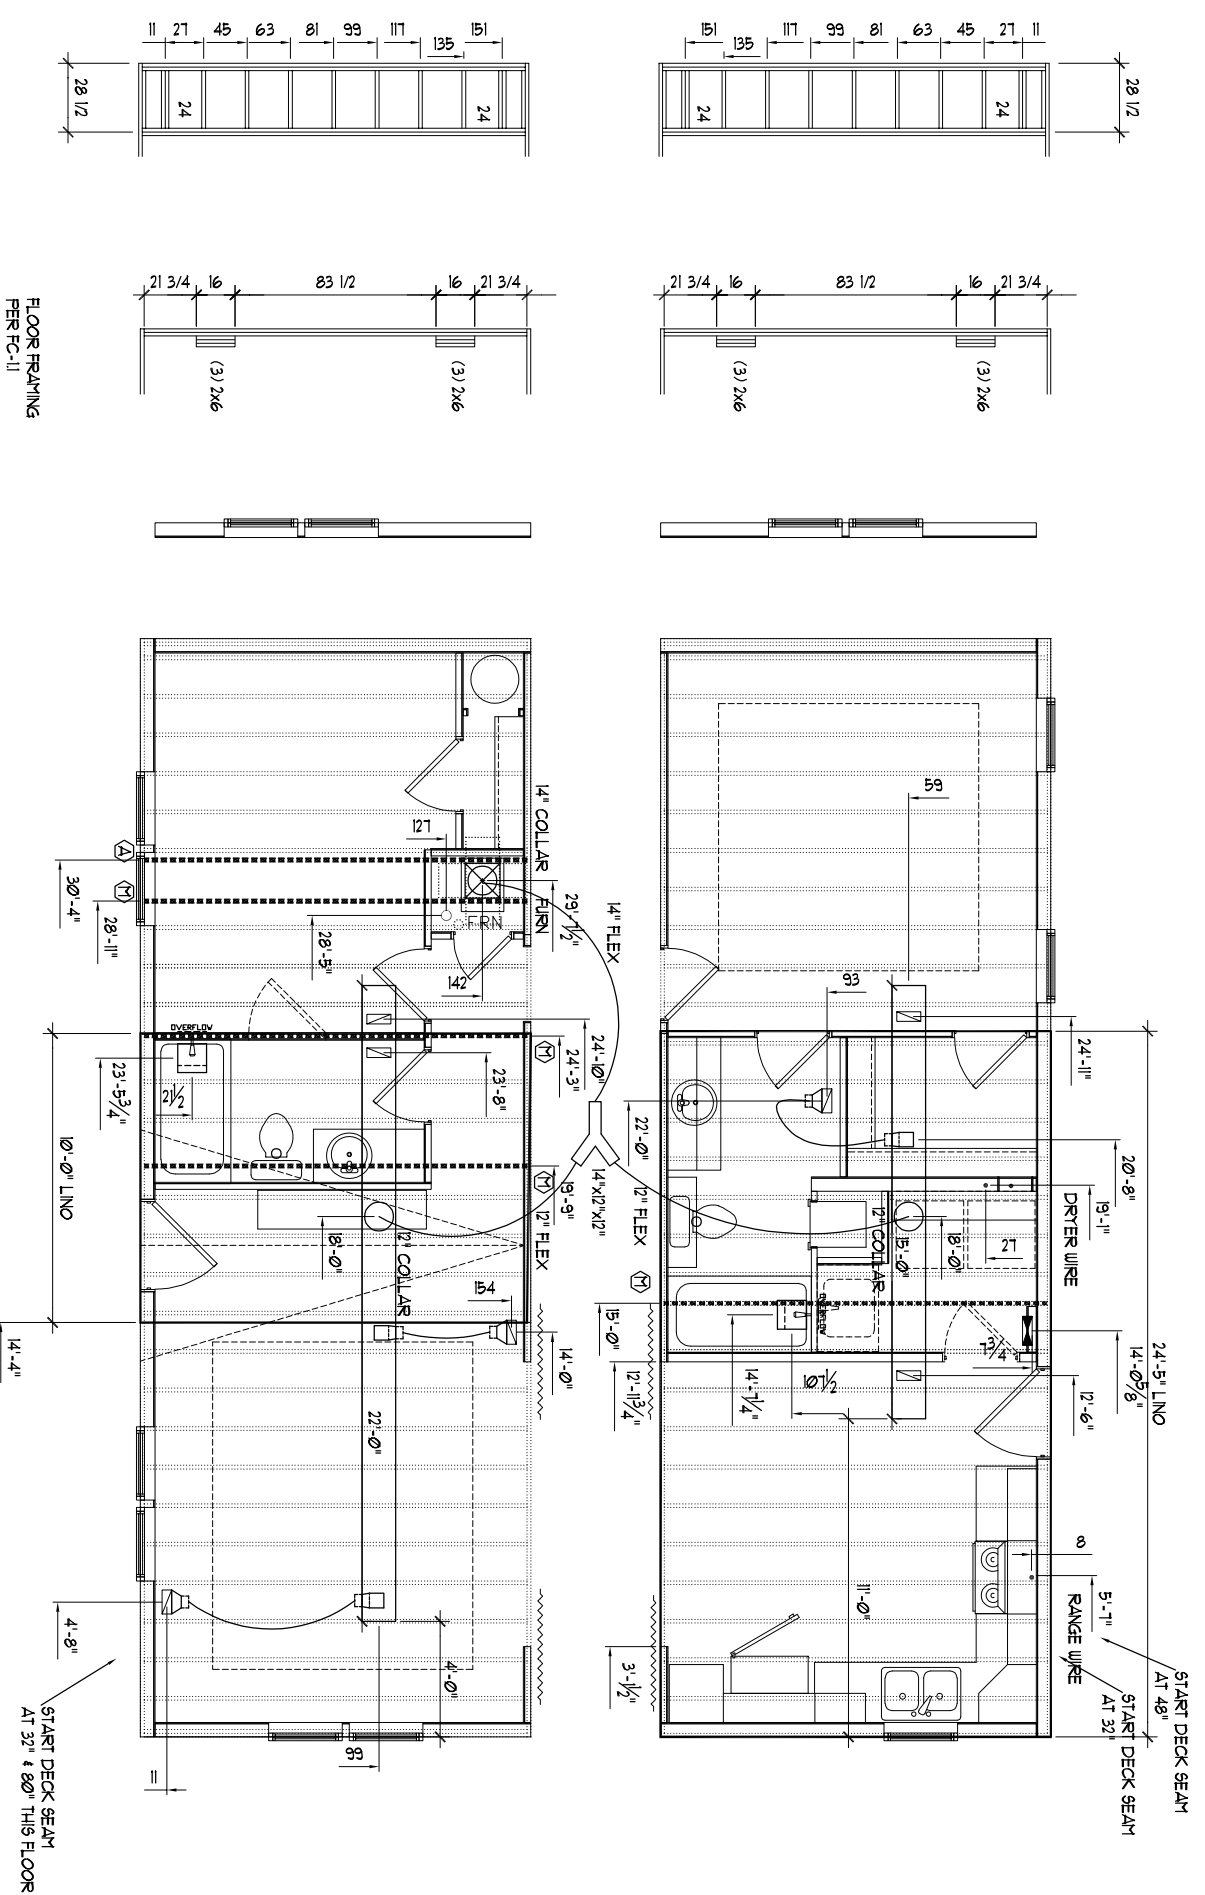 11 27 45 63 81 99 117 135 151
151 135 117 99 81 63 45 27 11
28 1/2
24
24
24
24
28 1/2
21 3/4 16 83 1/2 16 21 3/4
21 3/4 16 83 1/2 16 21 3/4
(3) 2x6
(3) 2x6
(3) 2x6
(3) 2x6
FLOOR FRAMING
PER FC-1.1
59
93
24'-11"
22'-0"
20'-8"
19'-1"
DRYER WIRE
12" FLEX
12" COLLAR
15'-0"
18'-0"
27
M
OVERFLOW
15'-0"
12'-11 3/4"
14'-7 1/4"
107 1/2
7 3/4
14'-0 5/8"
24'-5" LINO
12'-6"
11'-0"
8
5'-7"
RANGE WIRE
3'-1/2"
START DECK SEAM
AT 48"
START DECK SEAM
AT 32"
14" COLLAR
FURN
127
29'-7 1/2"
14" FLEX
A
M
30'-4"
28'-11"
28'-5"
FRN
142
OVERFLOW
24'-10"
24'-3"
M
23'-8"
23'-5 3/4"
21 1/2
10'-0" LINO
14"x12"x12"
M
19'-9"
12" FLEX
18'-0"
12" COLLAR
154
14'-0"
14'-4"
22'-0"
4'-8"
4'-0"
11
START DECK SEAM
AT 32" & 80" THIS FLOOR